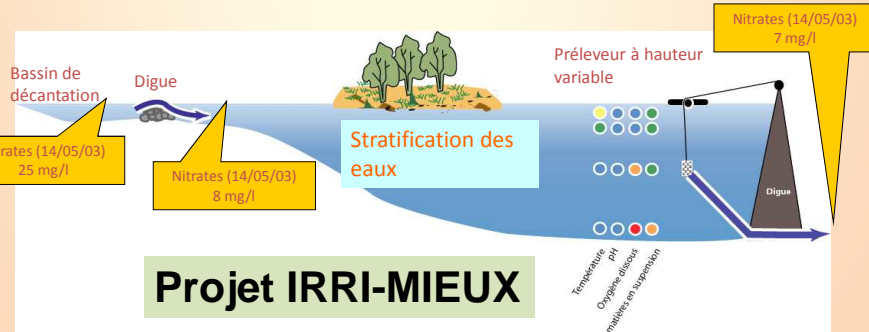 Nitrates (14/05/03)
7 mg/l
Bassin de
décantation
Digue
Préleveur à hauteur
variable
Stratification des
eaux
rates (14/05/03)
25 mg/l
Nitrates (14/05/03)
8 mg/l
Digue
Température
pH
Oxygène dissous
matières en suspension
Projet IRRI-MIEUX